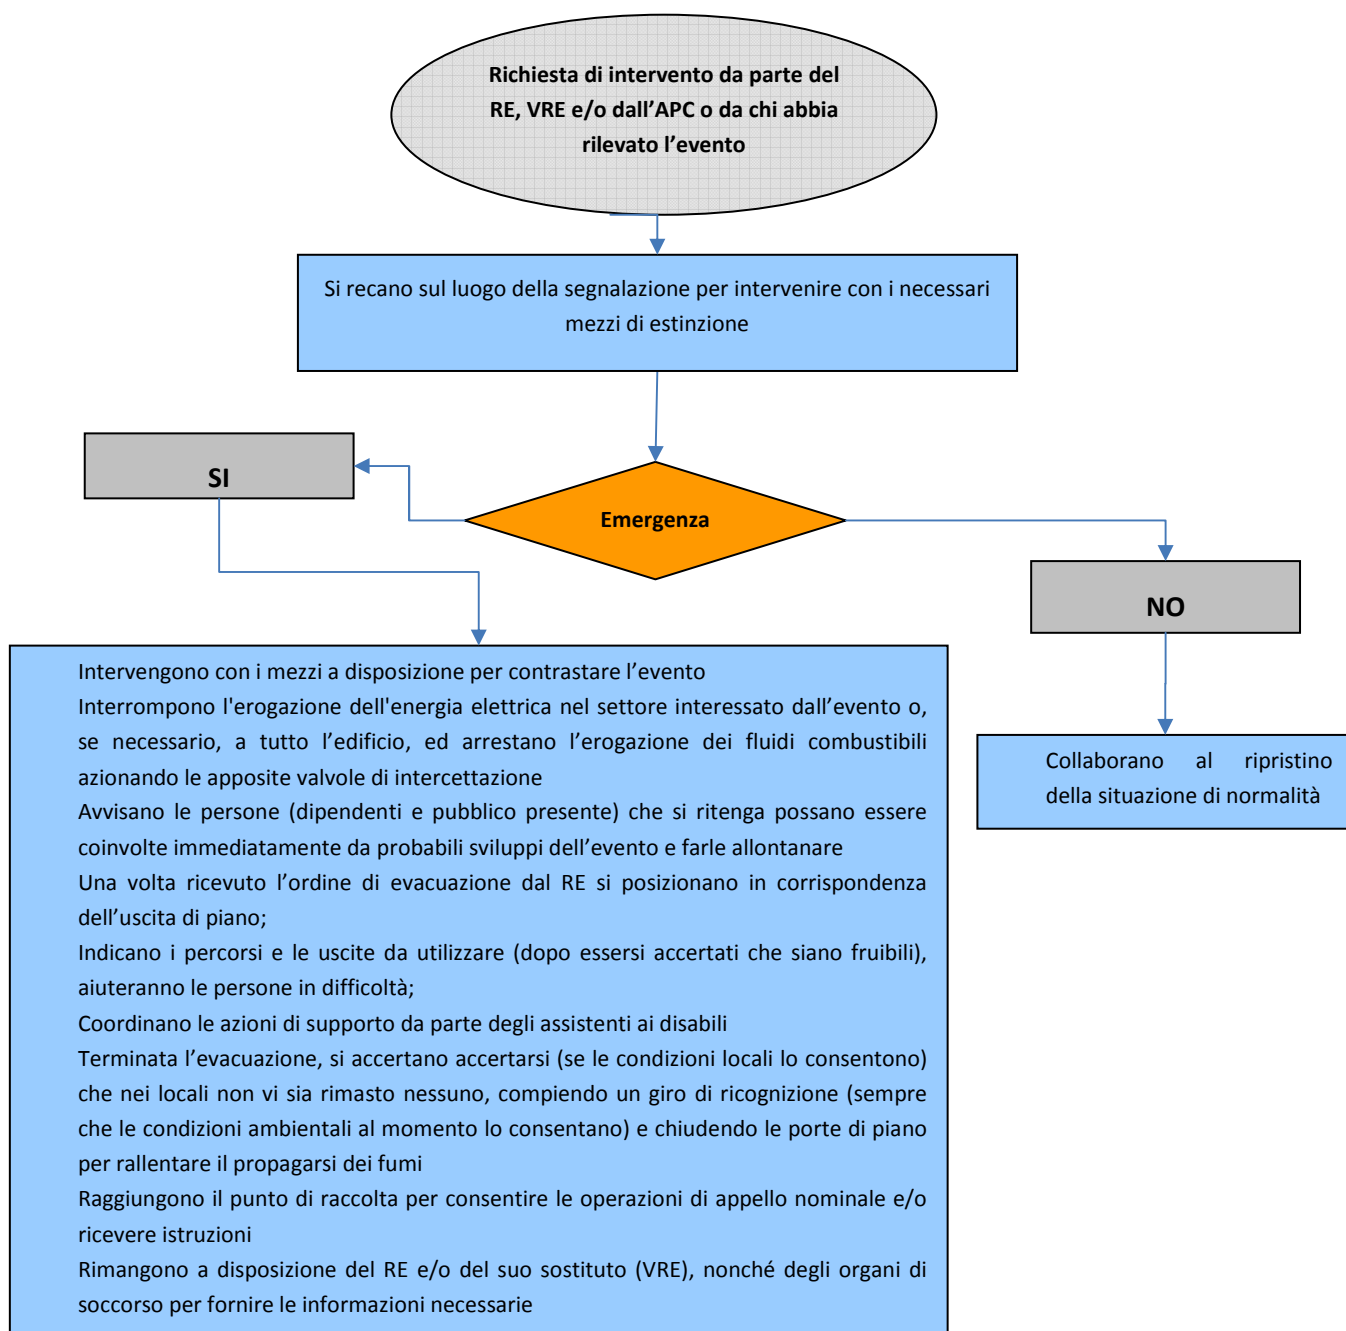 Richiesta di intervento da parte del
RE, VRE e/o dall’APC o da chi abbia
rilevato l’evento
Si recano sul luogo della segnalazione per intervenire con i necessari
mezzi di estinzione
SI
Emergenza
NO
Intervengono con i mezzi a disposizione per contrastare l’evento
Interrompono l'erogazione dell'energia elettrica nel settore interessato dall’evento o,
se necessario, a tutto l’edificio, ed arrestano l’erogazione dei fluidi combustibili
azionando le apposite valvole di intercettazione
Avvisano le persone (dipendenti e pubblico presente) che si ritenga possano essere
coinvolte immediatamente da probabili sviluppi dell’evento e farle allontanare
Una volta ricevuto l’ordine di evacuazione dal RE si posizionano in corrispondenza
dell’uscita di piano;
Indicano i percorsi e le uscite da utilizzare (dopo essersi accertati che siano fruibili),
aiuteranno le persone in difficoltà;
Coordinano le azioni di supporto da parte degli assistenti ai disabili
Terminata l’evacuazione, si accertano accertarsi (se le condizioni locali lo consentono)
che nei locali non vi sia rimasto nessuno, compiendo un giro di ricognizione (sempre
che le condizioni ambientali al momento lo consentano) e chiudendo le porte di piano
per rallentare il propagarsi dei fumi
Raggiungono il punto di raccolta per consentire le operazioni di appello nominale e/o
ricevere istruzioni
Rimangono a disposizione del RE e/o del suo sostituto (VRE), nonché degli organi di
soccorso per fornire le informazioni necessarie
Collaborano al ripristino
della situazione di normalità